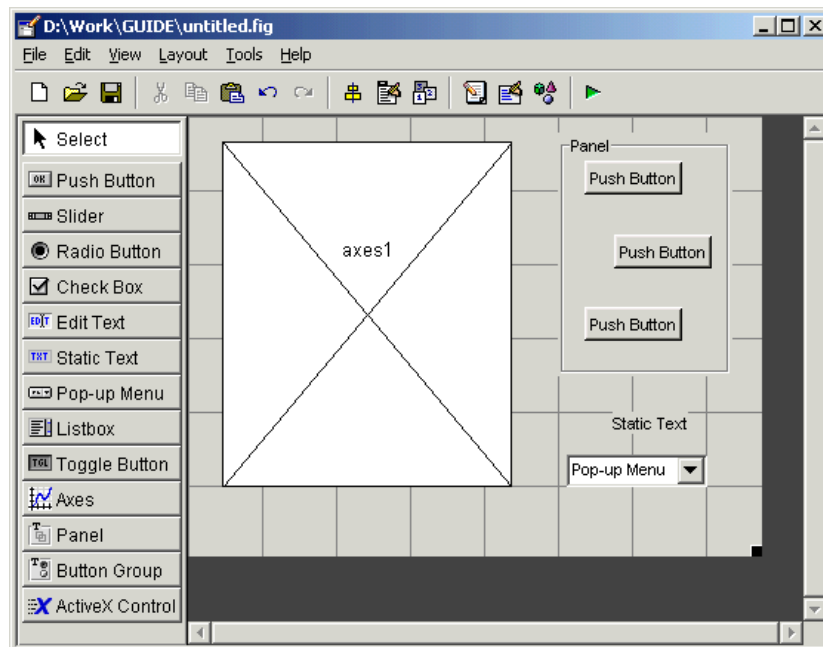 D:\Work\GUIDE\untitled.fig
File Edit View Layout Tools Help
Select
Push Button
Slider
Radio Button
Check Box
Edit Text
Static Text
Pop-up Menu
Listbox
Toggle Button
Axes
Panel
Button Group
ActiveX Control
axes1
Panel
Push Button
Push Button
Push Button
Static Text
Pop-up Menu